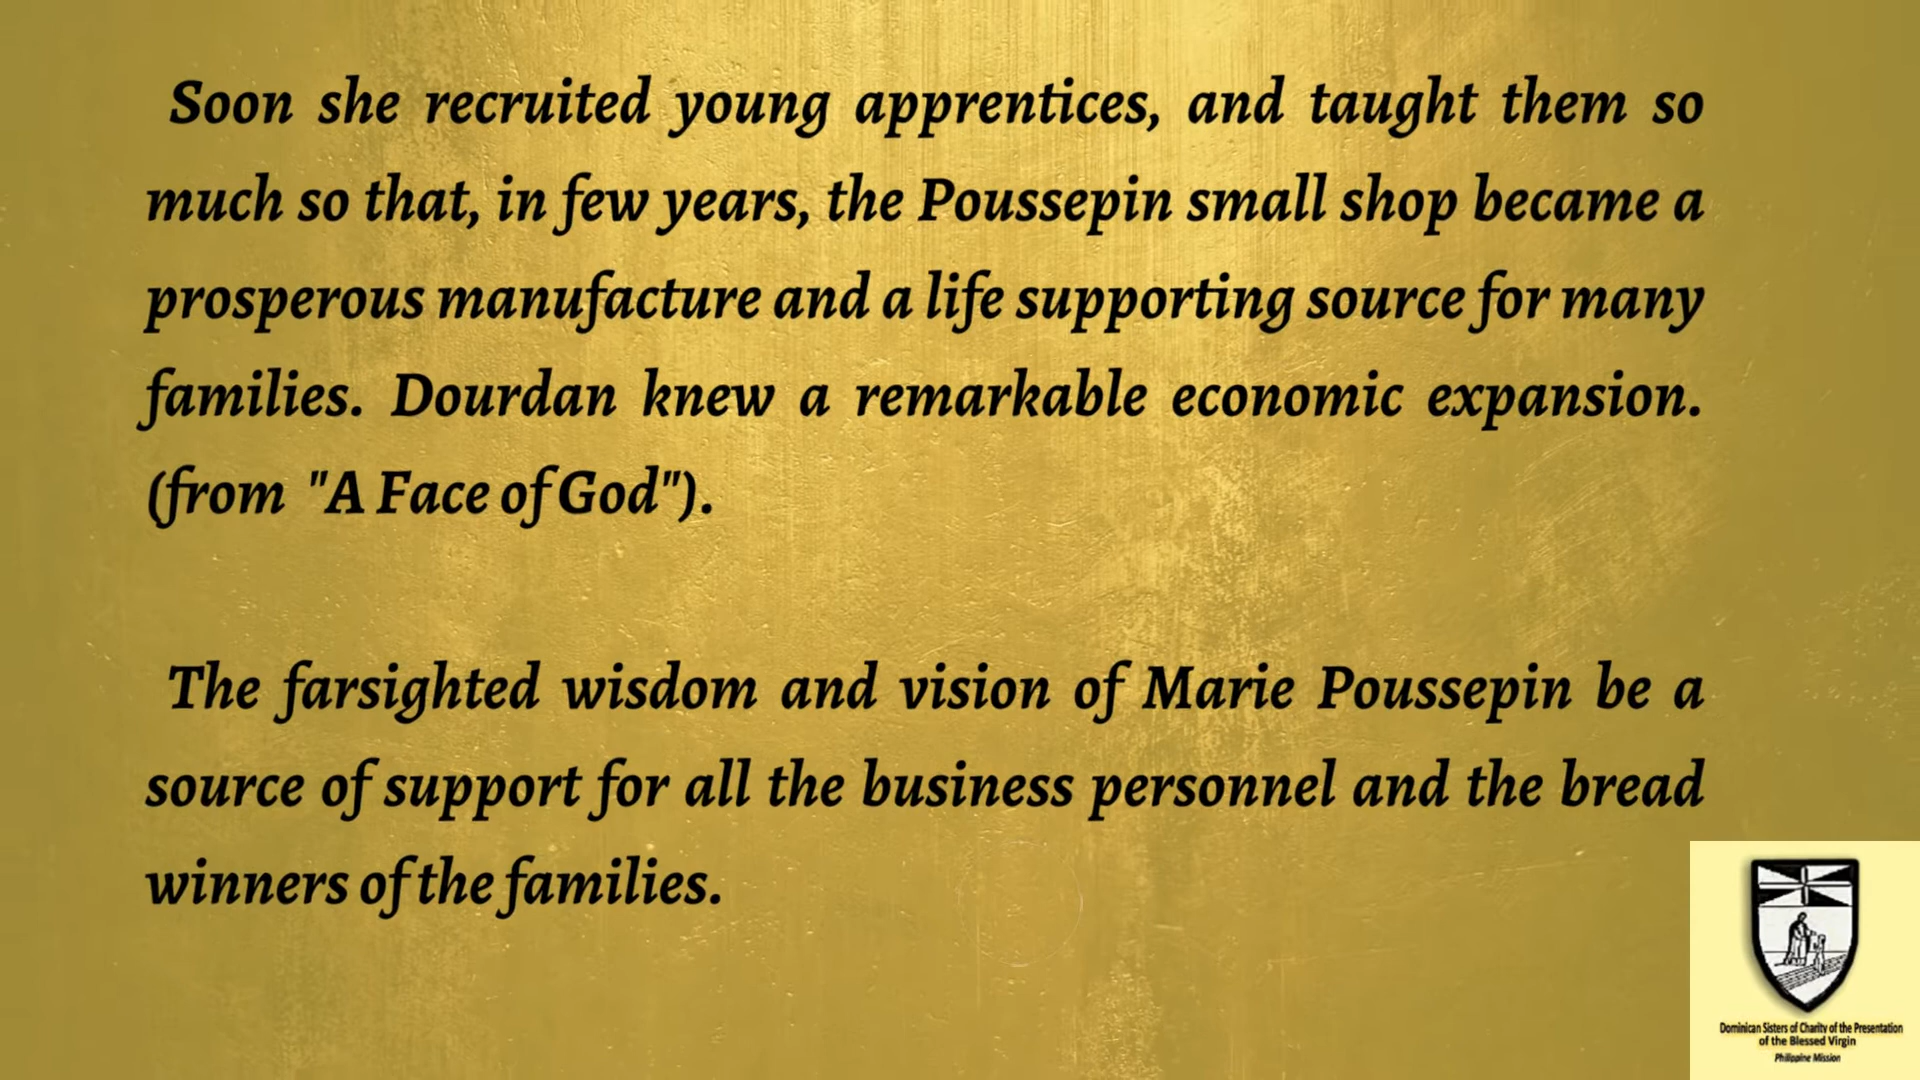 Soon she recruited young apprentices, and taught them so
much so that, in few years, the Poussepin small shop became a
prosperous manufacture and a life supporting source for many
families. Dourdan knew a remarkable economic expansion.
(from "A Face of God").
The farsighted wisdom and vision of Marie Poussepin be a
source of support for all the business personnel and the bread
winners of the families.
Dominican Sisters of Charity of the Presentation
of the Blessed Virgin
Philippine Mission